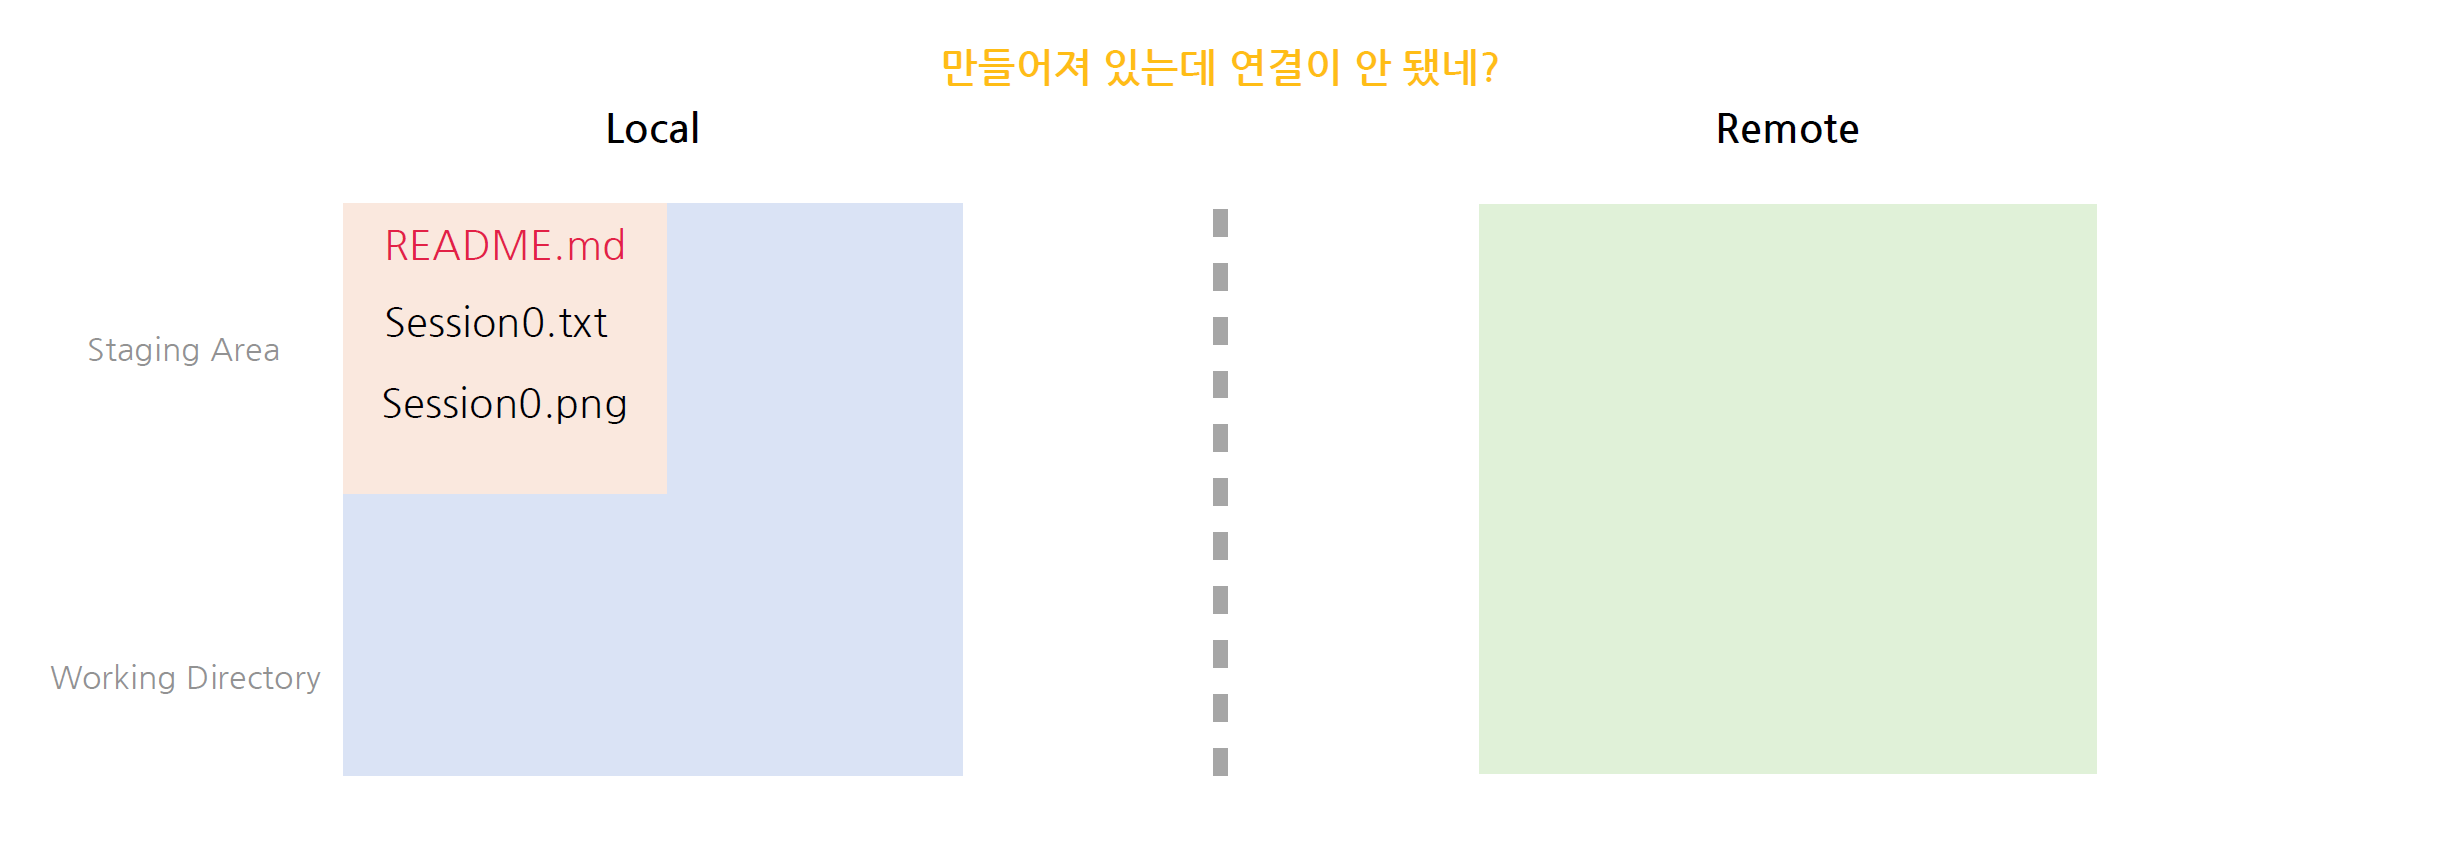 만들어져 있는데 연결이 안 됐네?
Local
Remote
README.md
Session0.txt
Staging Area
Session0.png
Working Directory